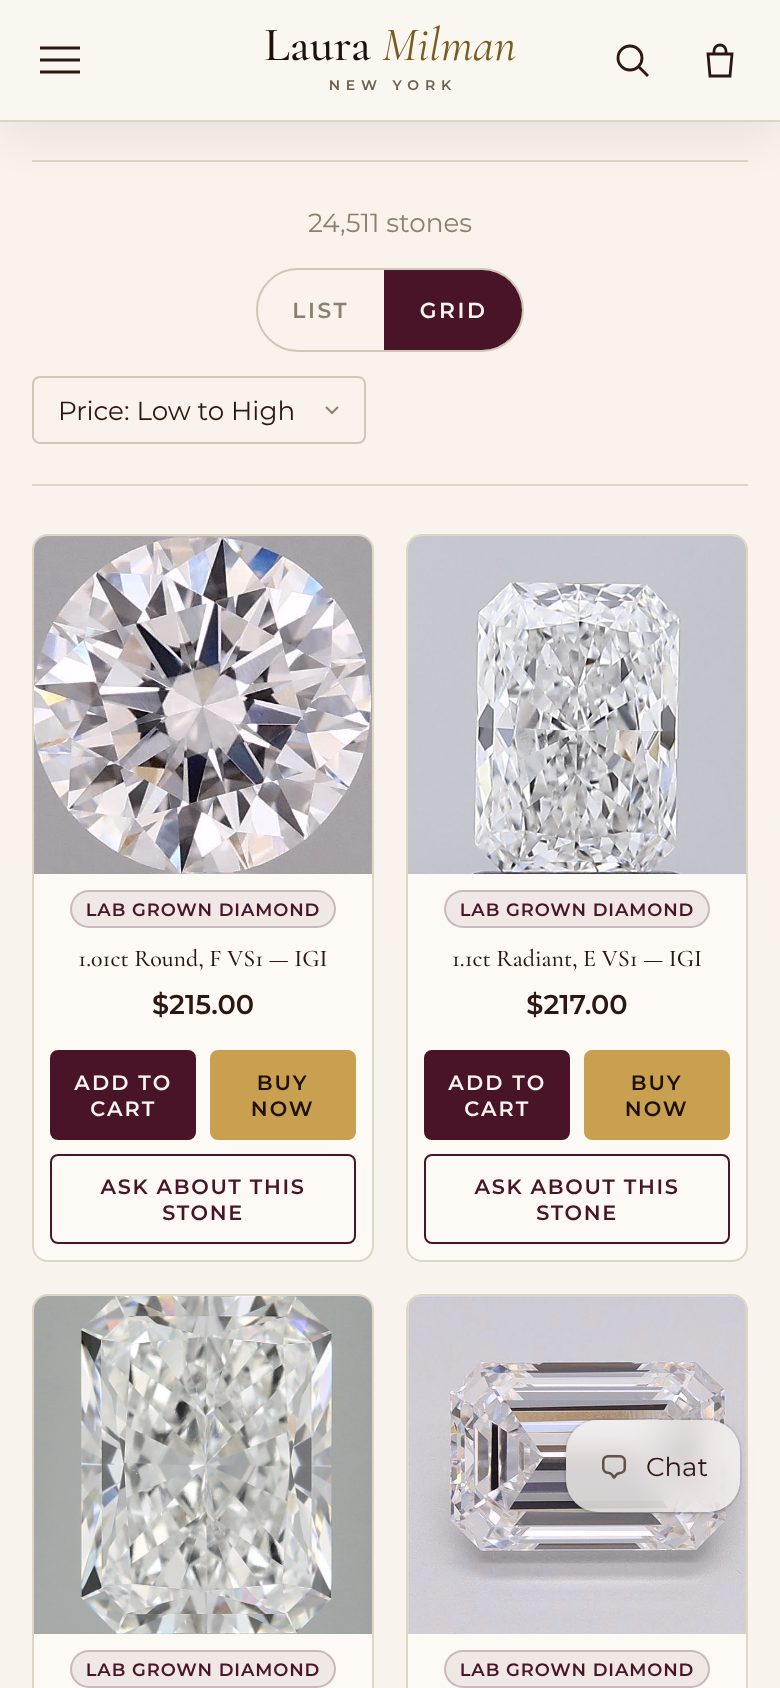 Laura Milman
NEW YORK
24,511 stones
LIST
GRID
Price: Low to High
LAB GROWN DIAMOND
1.01ct Round, F VS1 — IGI
$215.00
ADD TO
CART
BUY
NOW
ASK ABOUT THIS
STONE
LAB GROWN DIAMOND
1.1ct Radiant, E VS1 — IGI
$217.00
ADD TO
CART
BUY
NOW
ASK ABOUT THIS
STONE
Chat
LAB GROWN DIAMOND
LAB GROWN DIAMOND